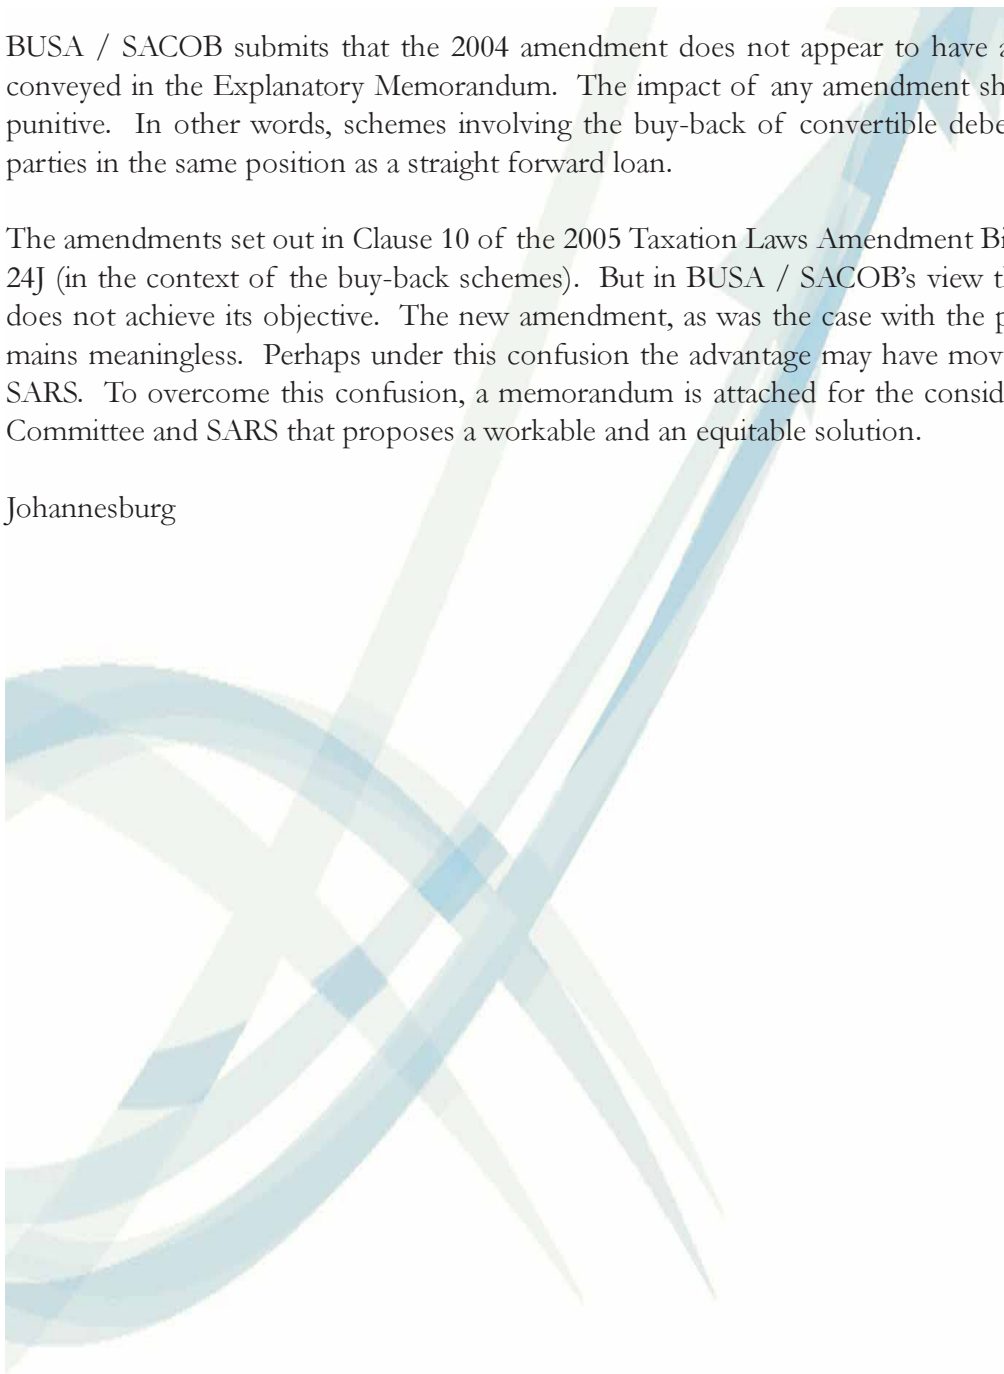 BUSA / SACOB submits that the 2004 amendment does not appear to have a
conveyed in the Explanatory Memorandum. The impact of any amendment sh
punitive. In other words, schemes involving the buy-back of convertible debe
parties in the same position as a straight forward loan.
The amendments set out in Clause 10 of the 2005 Taxation Laws Amendment Bi
24J (in the context of the buy-back schemes). But in BUSA / SACOB's view t
does not achieve its objective. The new amendment, as was the case with the p
mains meaningless. Perhaps under this confusion the advantage may have mov
SARS. To overcome this confusion, a memorandum is attached for the consid
Committee and SARS that proposes a workable and an equitable solution.
Johannesburg